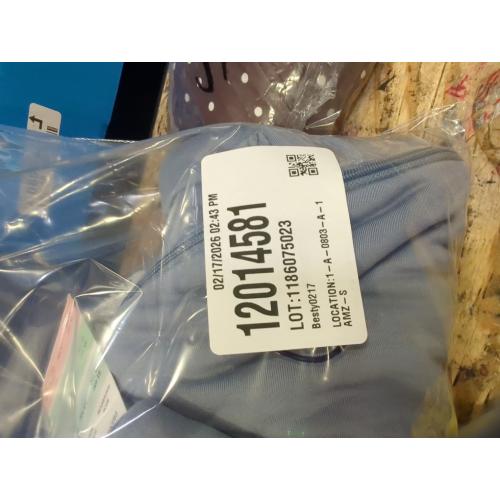 02/17/2026 02:43 PM
12014581
LOT:1186075023
Besty0217
LOCATION:1-A-0803-A-1
AMZ-S